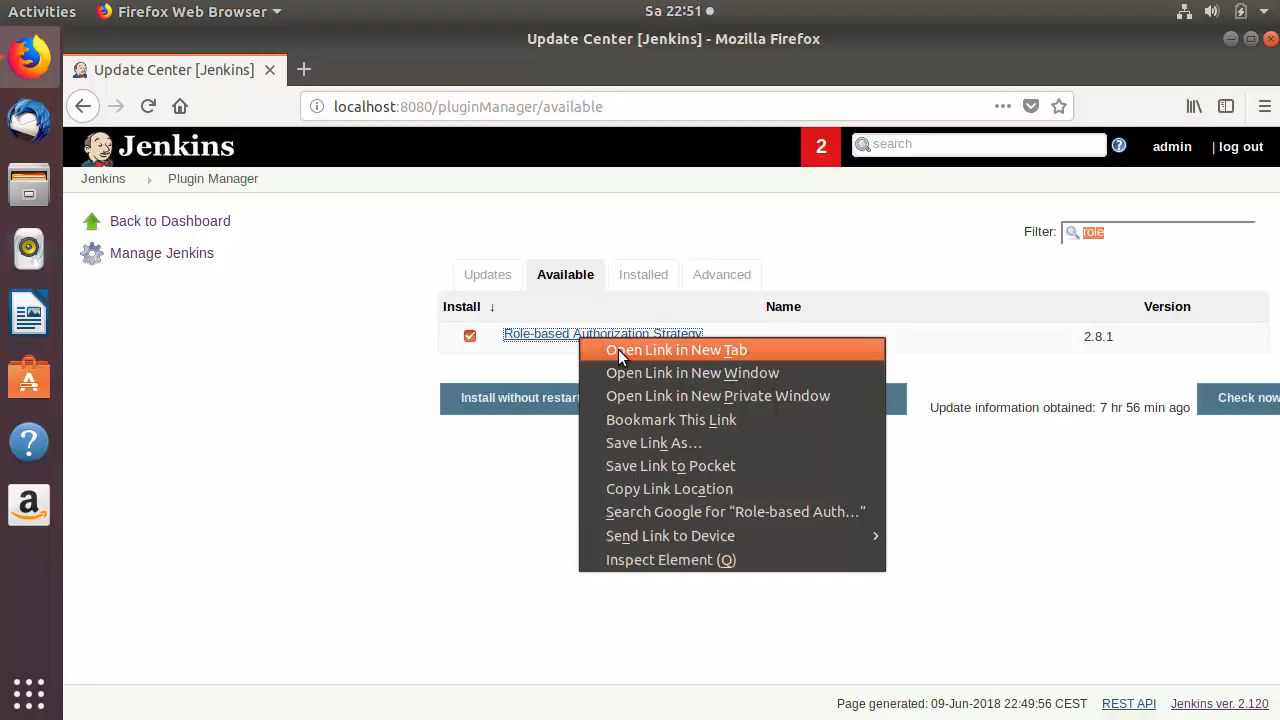 Activities Firefox Web Browser Sa 22:51
Update Center [Jenkins] - Mozilla Firefox
Update Center [Jenkins]
localhost:8080/pluginManager/available
Jenkins 2 search admin | log out
Jenkins Plugin Manager
Back to Dashboard
Filter: role
Manage Jenkins
Updates Available Installed Advanced
Install ↓ Name Version
Role-based Authorization Strategy 2.8.1
Open Link in New Tab
Open Link in New Window
Open Link in New Private Window
Install without restart Update information obtained: 7 hr 56 min ago Check now
Bookmark This Link
Save Link As…
Save Link to Pocket
Copy Link Location
Search Google for “Role-based Auth…”
Send Link to Device
Inspect Element (Q)
Page generated: 09-Jun-2018 22:49:56 CEST REST API Jenkins ver. 2.120